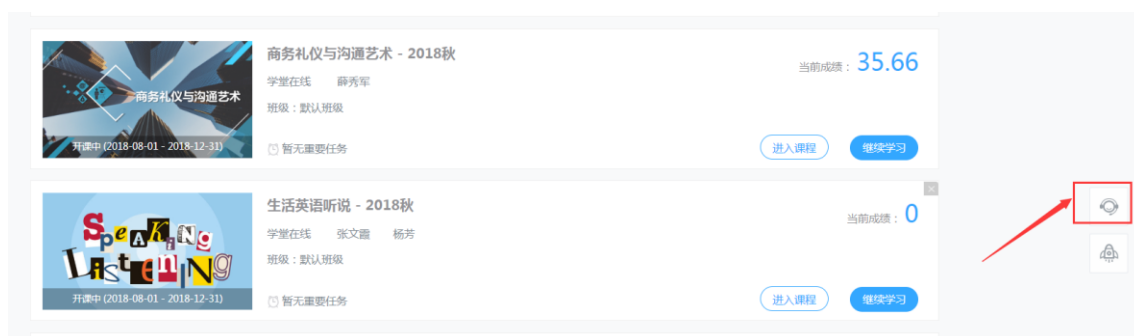 商务礼仪与沟通艺术 - 2018秋
学堂在线 薛秀军
班级：默认班级
当前成绩： 35.66
商务礼仪与沟通艺术
开课中 (2018-08-01 - 2018-12-31)
暂无重要任务
进入课程 继续学习
生活英语听说 - 2018秋
学堂在线 张文霞 杨芳
班级：默认班级
当前成绩： 0
SpeAKiNg
ListeniNg
开课中 (2018-08-01 - 2018-12-31)
暂无重要任务
进入课程 继续学习